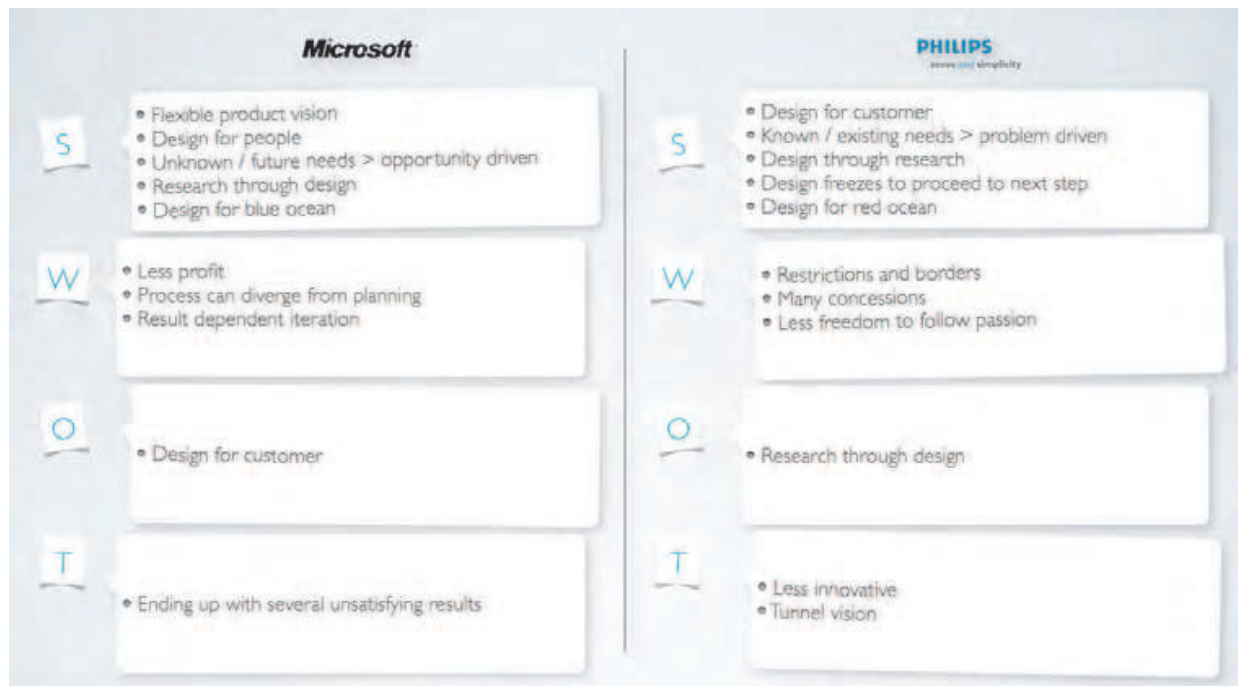 Microsoft
S
• Flexible product vision
• Design for people
• Unknown / future needs > opportunity driven
• Research through design
• Design for blue ocean
W
• Less profit
• Process can diverge from planning
• Result dependent iteration
O
• Design for customer
T
• Ending up with several unsatisfying results
PHILIPS
sense and simplicity
S
• Design for customer
• Known / existing needs > problem driven
• Design through research
• Design freezes to proceed to next step
• Design for red ocean
W
• Restrictions and borders
• Many concessions
• Less freedom to follow passion
O
• Research through design
T
• Less innovative
• Tunnel vision